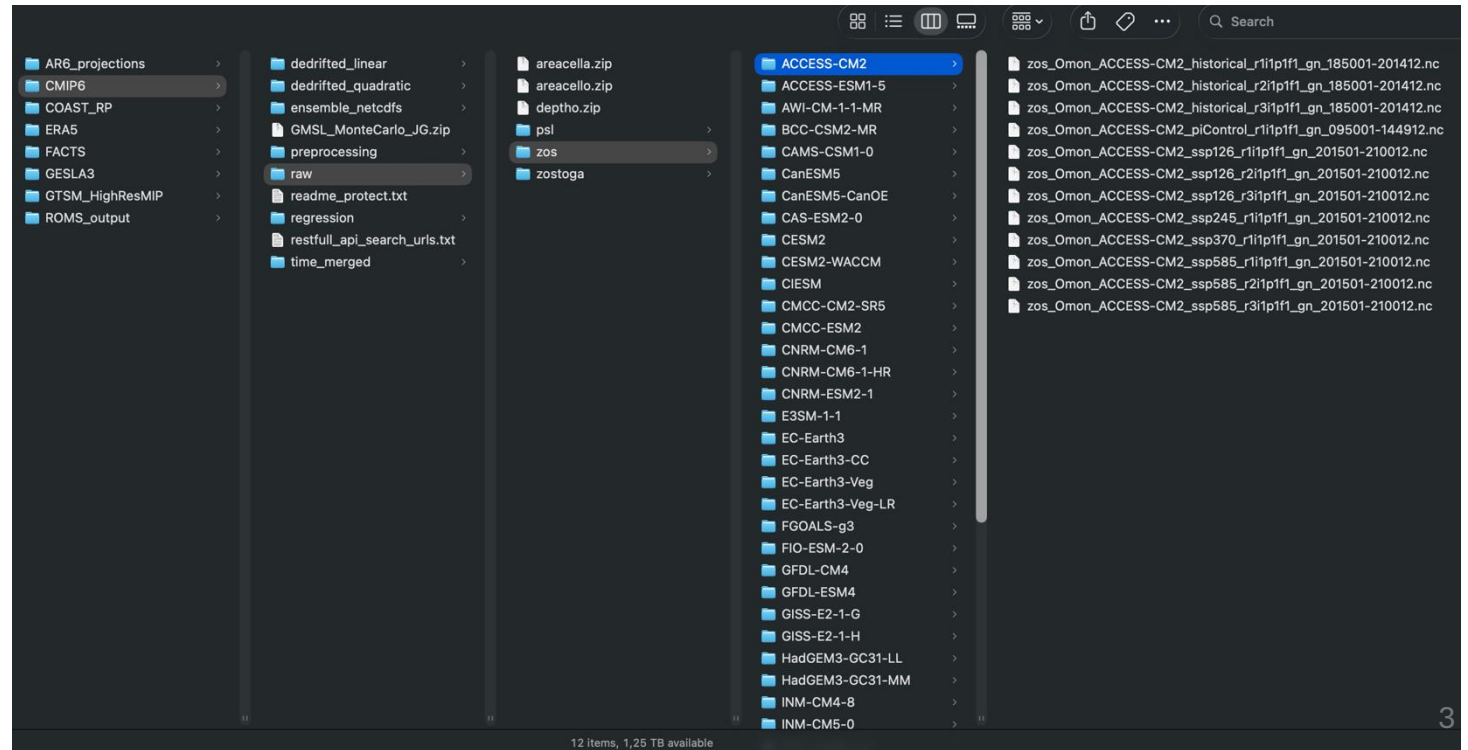 Search
AR6_projections
CMIP6
COAST_RP
ERA5
FACTS
GESLA3
GTSM_HighResMIP
ROMS_output
dedrifted_linear
dedrifted_quadratic
ensemble_netcdfs
GMSL_MonteCarlo_JG.zip
preprocessing
raw
readme_protect.txt
regression
restfull_api_search_urls.txt
time_merged
areacella.zip
areacello.zip
deptho.zip
psl
zos
zostoga
ACCESS-CM2
ACCESS-ESM1-5
AWI-CM-1-1-MR
BCC-CSM2-MR
CAMS-CSM1-0
CanESM5
CanESM5-CanOE
CAS-ESM2-0
CESM2
CESM2-WACCM
CIESM
CMCC-CM2-SR5
CMCC-ESM2
CNRM-CM6-1
CNRM-CM6-1-HR
CNRM-ESM2-1
E3SM-1-1
EC-Earth3
EC-Earth3-CC
EC-Earth3-Veg
EC-Earth3-Veg-LR
FGOALS-g3
FIO-ESM-2-0
GFDL-CM4
GFDL-ESM4
GISS-E2-1-G
GISS-E2-1-H
HadGEM3-GC31-LL
HadGEM3-GC31-MM
INM-CM4-8
INM-CM5-0
zos_Omon_ACCESS-CM2_historical_r1i1p1f1_gn_185001-201412.nc
zos_Omon_ACCESS-CM2_historical_r2i1p1f1_gn_185001-201412.nc
zos_Omon_ACCESS-CM2_historical_r3i1p1f1_gn_185001-201412.nc
zos_Omon_ACCESS-CM2_piControl_r1i1p1f1_gn_095001-144912.nc
zos_Omon_ACCESS-CM2_ssp126_r1i1p1f1_gn_201501-210012.nc
zos_Omon_ACCESS-CM2_ssp126_r2i1p1f1_gn_201501-210012.nc
zos_Omon_ACCESS-CM2_ssp126_r3i1p1f1_gn_201501-210012.nc
zos_Omon_ACCESS-CM2_ssp245_r1i1p1f1_gn_201501-210012.nc
zos_Omon_ACCESS-CM2_ssp370_r1i1p1f1_gn_201501-210012.nc
zos_Omon_ACCESS-CM2_ssp585_r1i1p1f1_gn_201501-210012.nc
zos_Omon_ACCESS-CM2_ssp585_r2i1p1f1_gn_201501-210012.nc
zos_Omon_ACCESS-CM2_ssp585_r3i1p1f1_gn_201501-210012.nc
3
12 items, 1,25 TB available